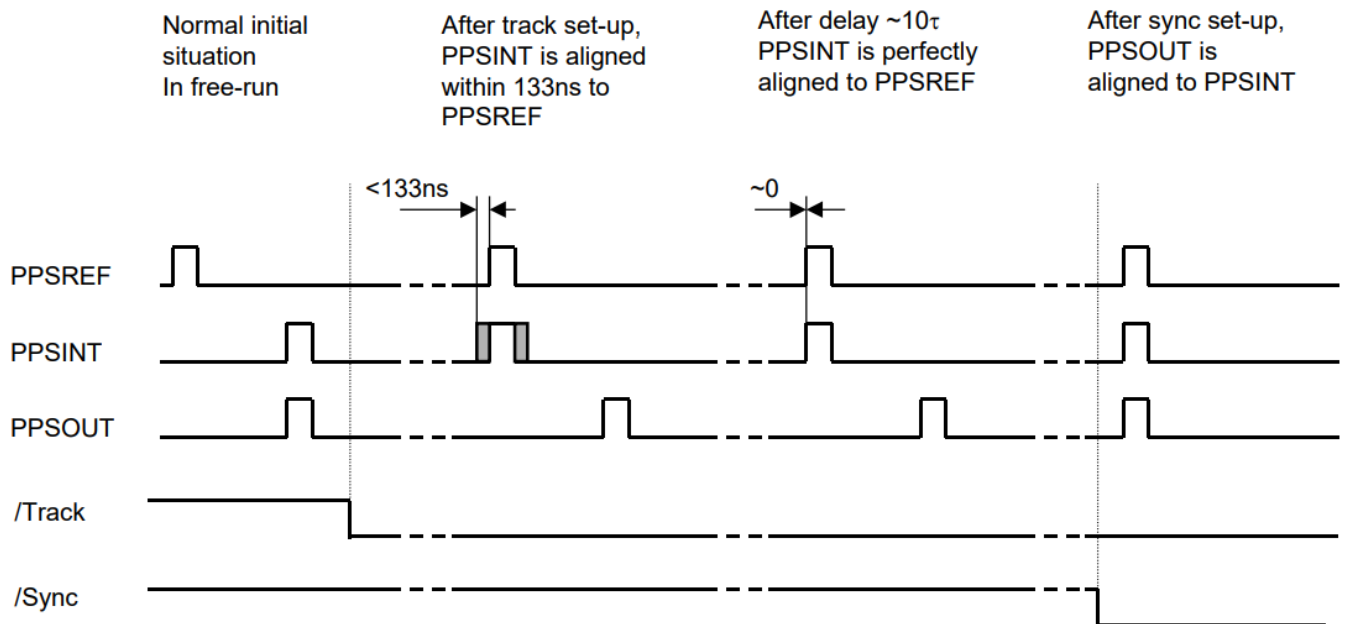 Normal initial
situation
In free-run
After track set-up,
PPSINT is aligned
within 133ns to
PPSREF
After delay ~10τ
PPSINT is perfectly
aligned to PPSREF
After sync set-up,
PPSOUT is
aligned to PPSINT
<133ns
~0
PPSREF
PPSINT
PPSOUT
/Track
/Sync